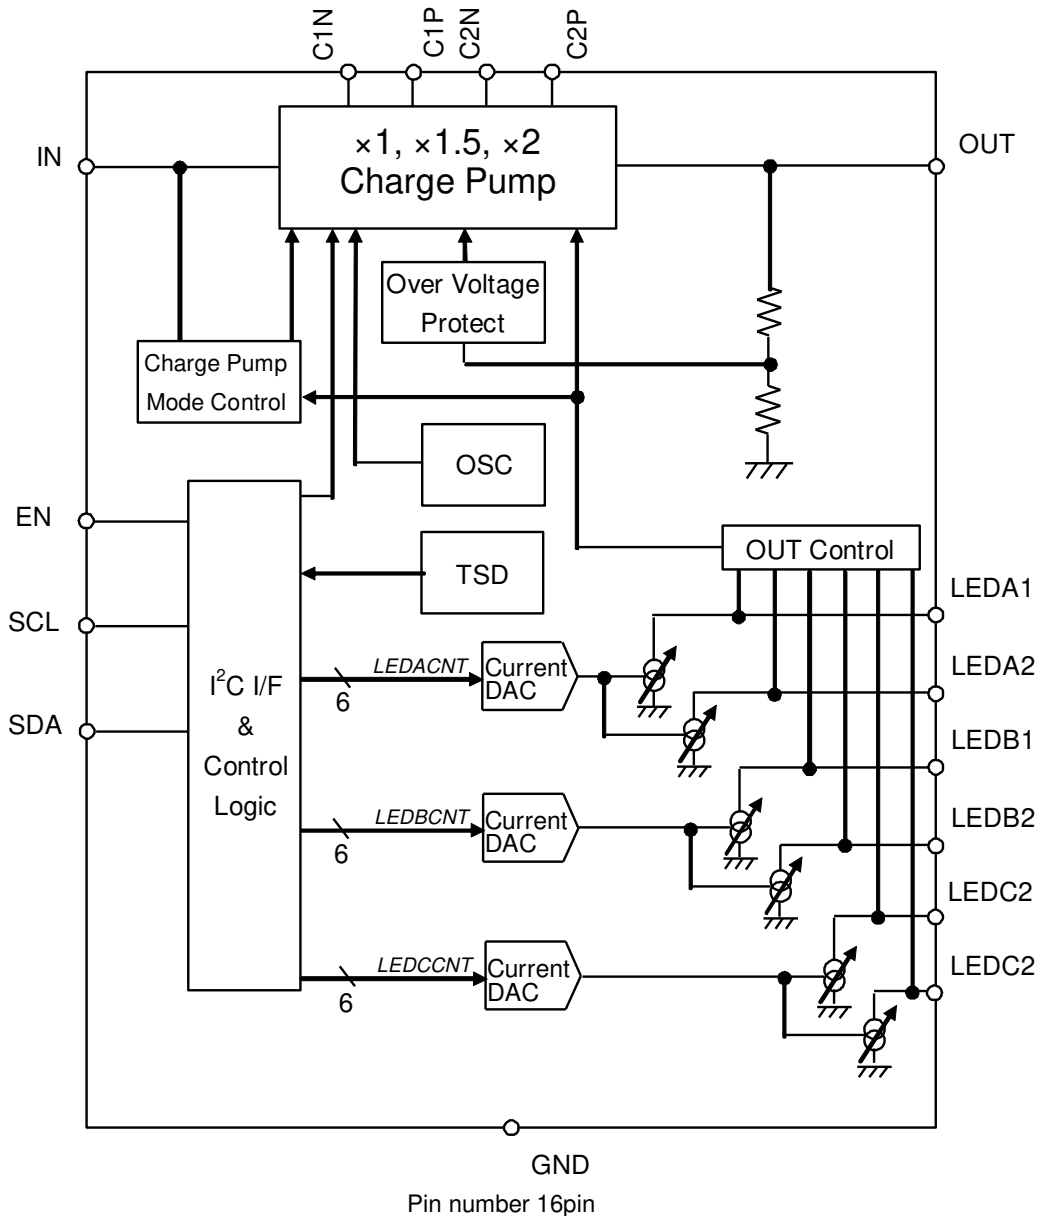 C1N
C1P
C2N
C2P
IN
×1, ×1.5, ×2
Charge Pump
OUT
Over Voltage
Protect
Charge Pump
Mode Control
OSC
EN
TSD
OUT Control
SCL
SDA
I²C I/F
&
Control
Logic
LEDACNT
6
Current
DAC
LEDA1
LEDA2
LEDB1
LEDBCNT
6
Current
DAC
LEDB2
LEDC2
LEDCCNT
6
Current
DAC
LEDC2
GND
Pin number 16pin